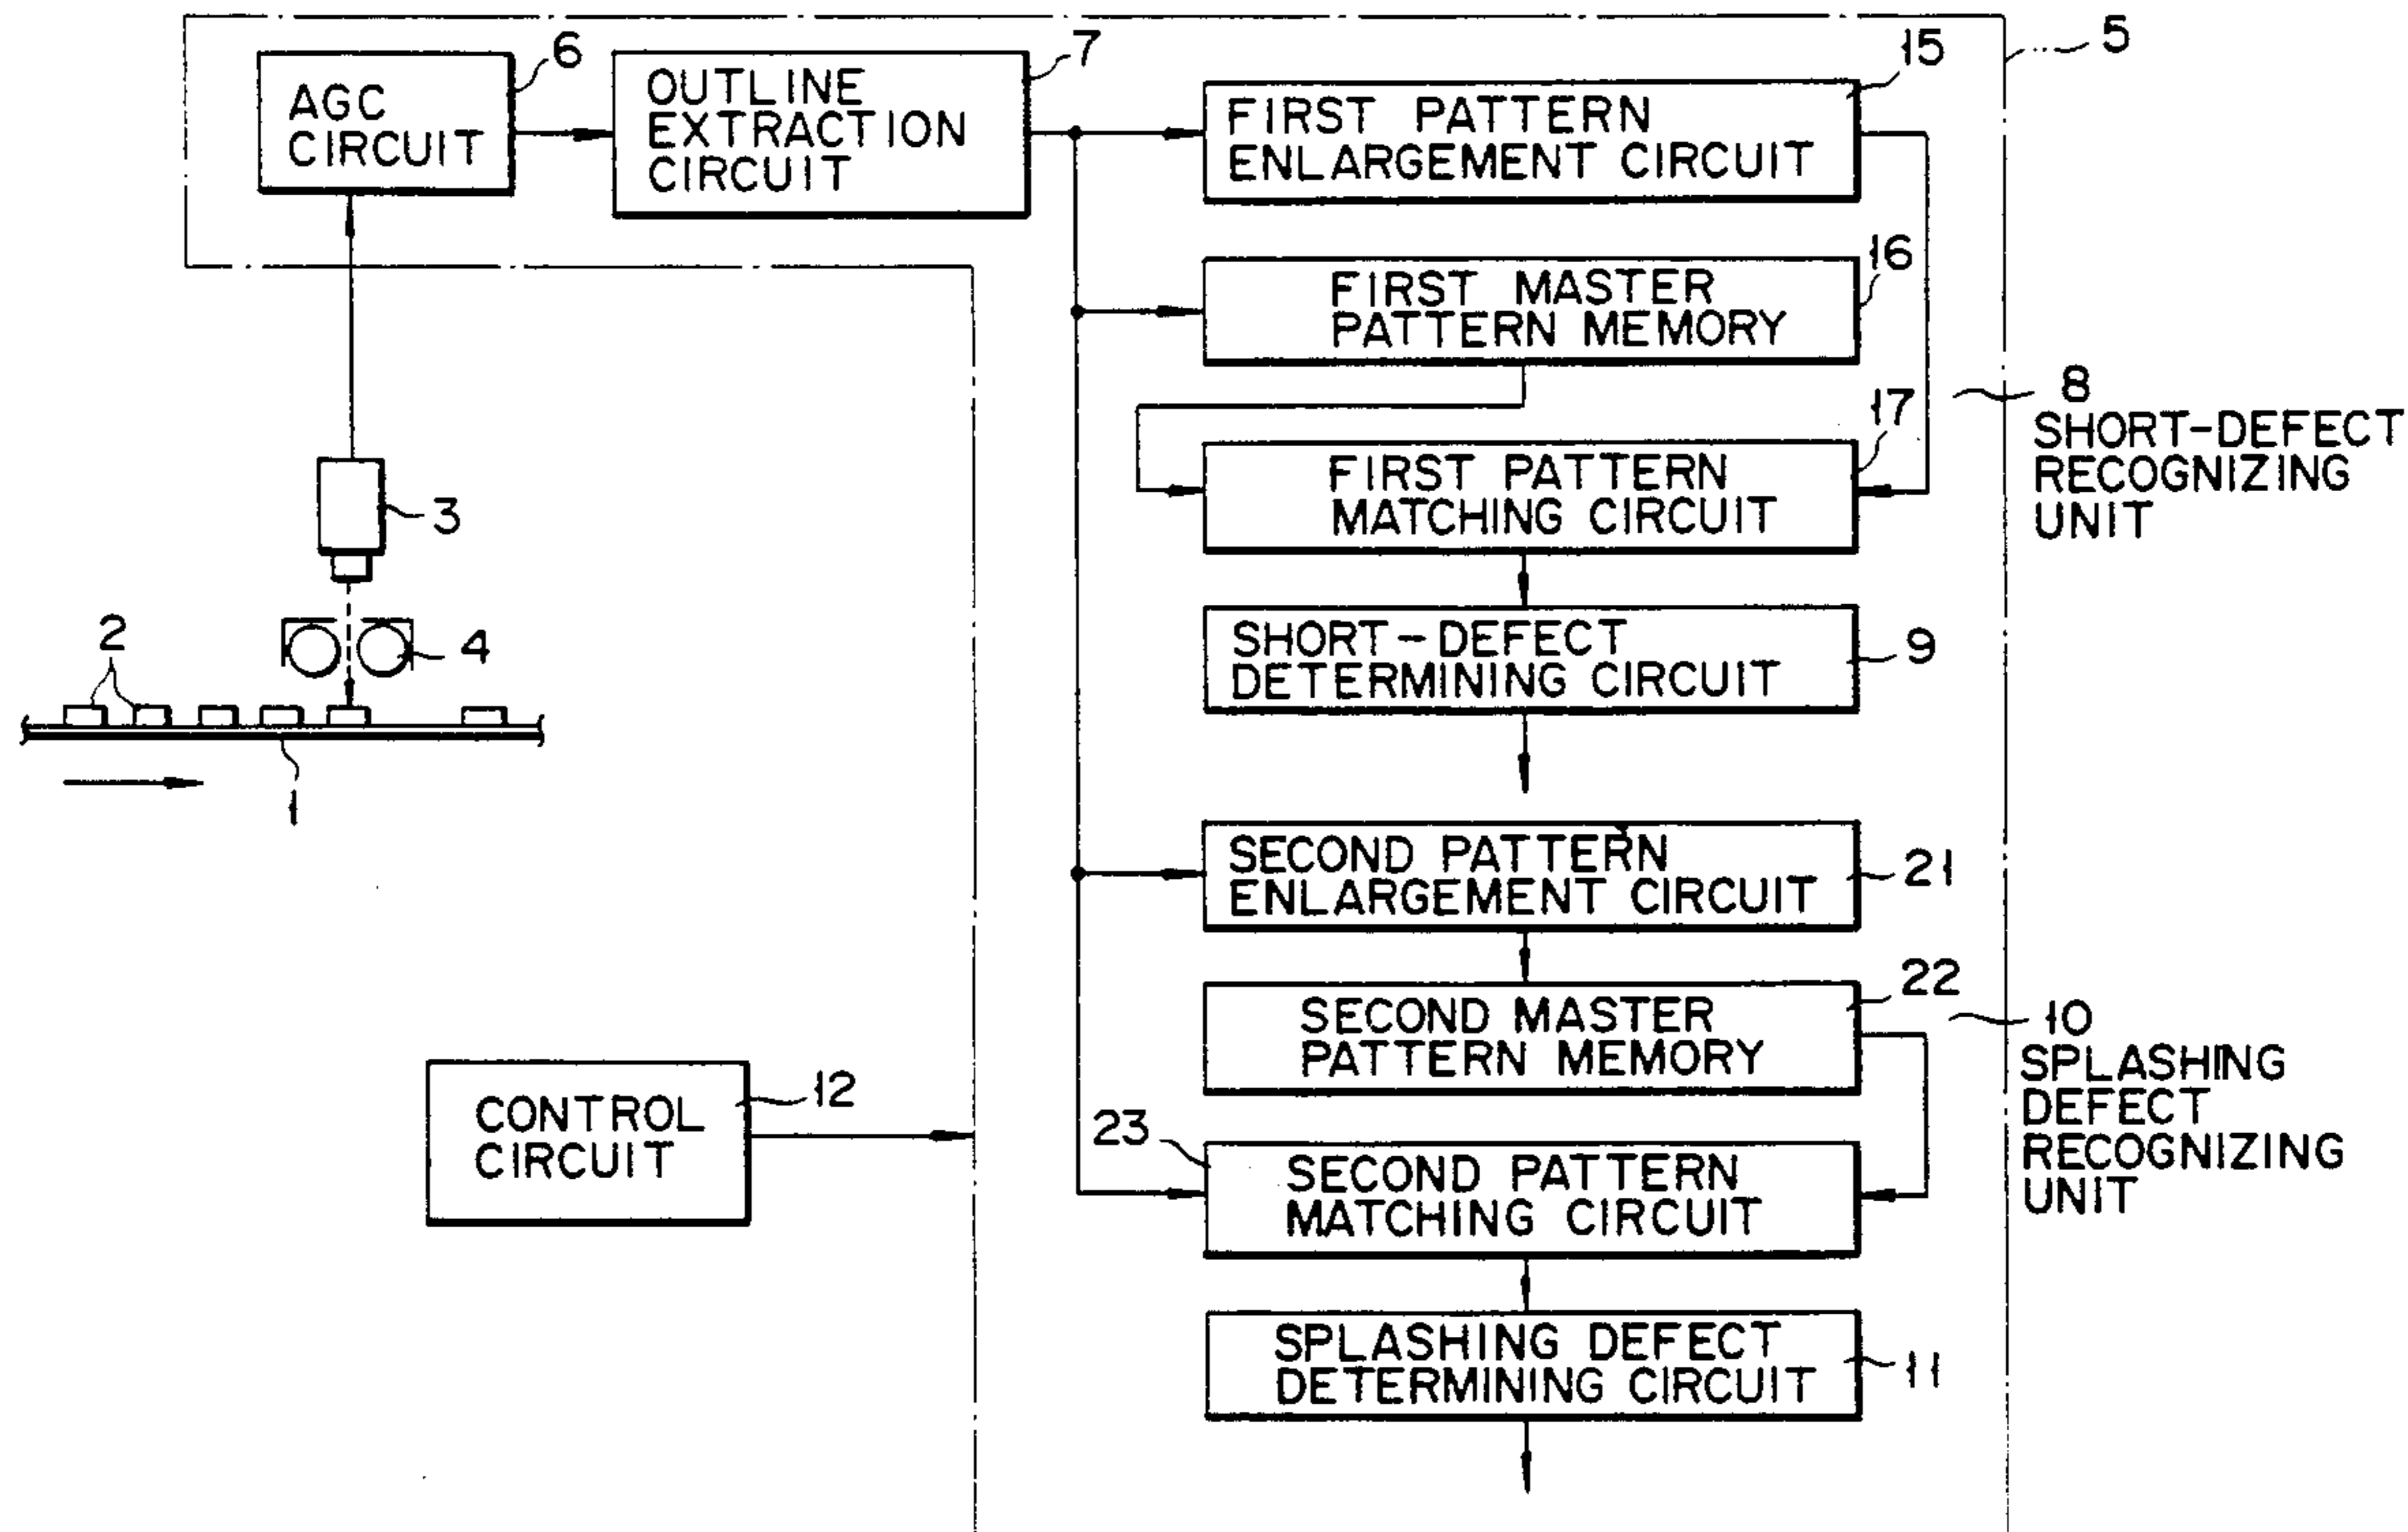 5
6
AGC
CIRCUIT
7
OUTLINE
EXTRACTION
CIRCUIT
15
FIRST PATTERN
ENLARGEMENT CIRCUIT
16
FIRST MASTER
PATTERN MEMORY
17
FIRST PATTERN
MATCHING CIRCUIT
8
SHORT-DEFECT
RECOGNIZING
UNIT
3
4
2
1
SHORT-DEFECT
DETERMINING CIRCUIT
9
SECOND PATTERN
ENLARGEMENT CIRCUIT
21
22
SECOND MASTER
PATTERN MEMORY
10
SPLASHING
DEFECT
RECOGNIZING
UNIT
CONTROL
CIRCUIT
12
23
SECOND PATTERN
MATCHING CIRCUIT
SPLASHING DEFECT
DETERMINING CIRCUIT
11